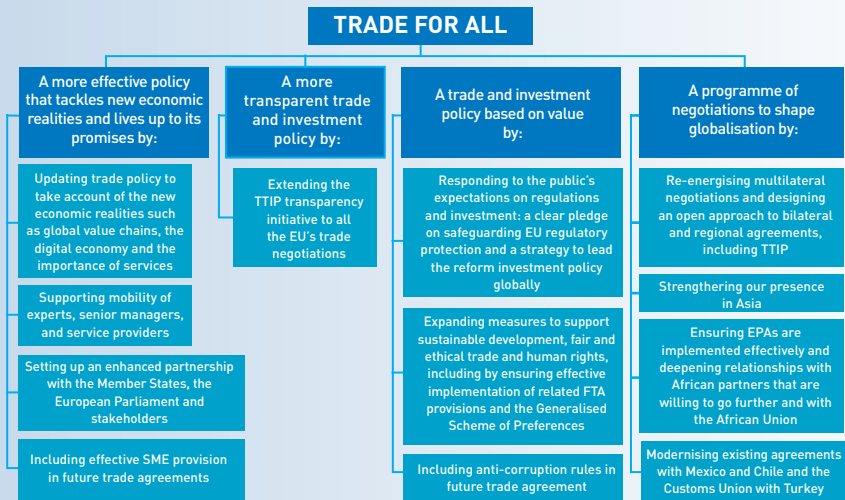 TRADE FOR ALL
A more effective policy
that tackles new economic
realities and lives up to its
promises by:
Updating trade policy to
take account of the new
economic realities such
as global value chains, the
digital economy and the
importance of services
Supporting mobility of
experts, senior managers,
and service providers
Setting up an enhanced partnership
with the Member States, the
European Parliament and
stakeholders
Including effective SME provision
in future trade agreements
A more
transparent trade
and investment
policy by:
Extending the
TTIP transparency
initiative to all
the EU's trade
negotiations
A trade and investment
policy based on value
by:
Responding to the public's
expectations on regulations
and investment: a clear pledge
on safeguarding EU regulatory
protection and a strategy to lead
the reform investment policy
globally
Expanding measures to support
sustainable development, fair and
ethical trade and human rights,
including by ensuring effective
implementation of related FTA
provisions and the Generalised
Scheme of Preferences
Including anti-corruption rules in
future trade agreement
A programme of
negotiations to shape
globalisation by:
Re-energising multilateral
negotiations and designing
an open approach to bilateral
and regional agreements,
including TTIP
Strengthening our presence
in Asia
Ensuring EPAs are
implemented effectively and
deepening relationships with
African partners that are
willing to go further and with
the African Union
Modernising existing agreements
with Mexico and Chile and the
Customs Union with Turkey